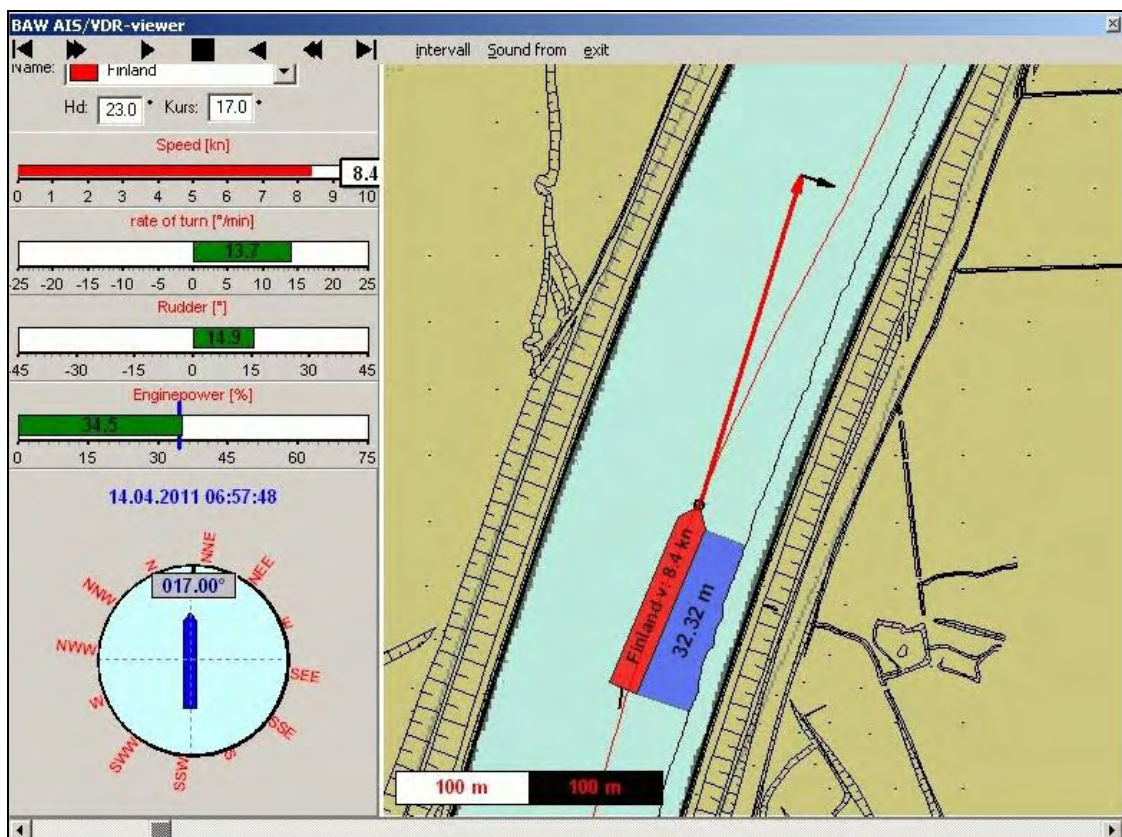 BAW AIS/VDR-viewer
intervall Sound from exit
Name: Finland
Hd: 23.0 ° Kurs: 17.0 °
Speed [kn]
8.4
0 1 2 3 4 5 6 7 8 9 10
rate of turn [°/min]
13.7
-25 -20 -15 -10 -5 0 5 10 15 20 25
Rudder [°]
14.9
-45 -30 -15 0 15 30 45
Enginepower [%]
34.5
0 15 30 45 60 75
14.04.2011 06:57:48
N NNE NEE E SEE SSE S SSW SWW W NWW NNW
017.00°
Finland v: 8.4 kn
32.32 m
100 m 100 m